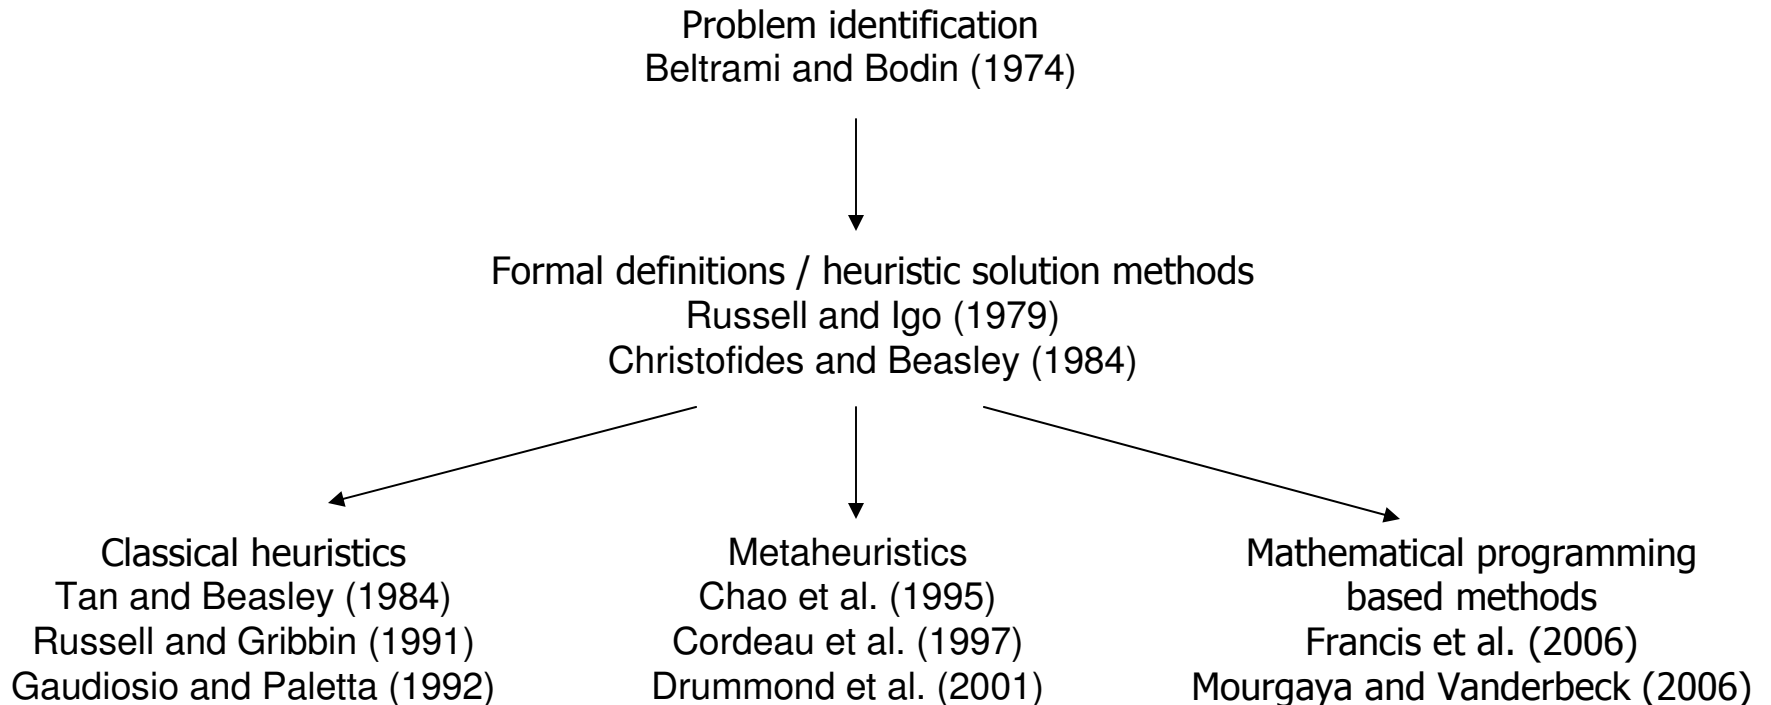 Problem identification
Beltrami and Bodin (1974)
Formal definitions / heuristic solution methods
Russell and Igo (1979)
Christofides and Beasley (1984)
Classical heuristics
Tan and Beasley (1984)
Russell and Gribbin (1991)
Gaudiosio and Paletta (1992)
Metaheuristics
Chao et al. (1995)
Cordeau et al. (1997)
Drummond et al. (2001)
Mathematical programming
based methods
Francis et al. (2006)
Mourgaya and Vanderbeck (2006)